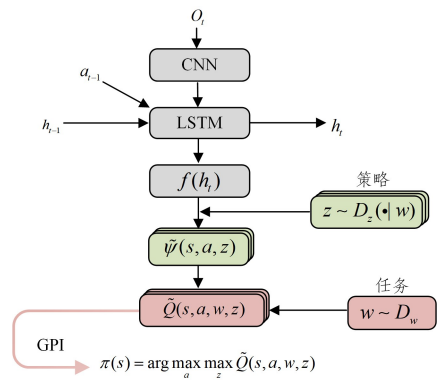 O_t
CNN
a_{t-1}
h_{t-1}
LSTM
h_t
f(h_t)
策略
z ~ D_z(•| w)
ψ̃(s, a, z)
任务
Q̃(s, a, w, z)
w ~ D_w
GPI
π(s) = arg max_a max_z Q̃(s, a, w, z)